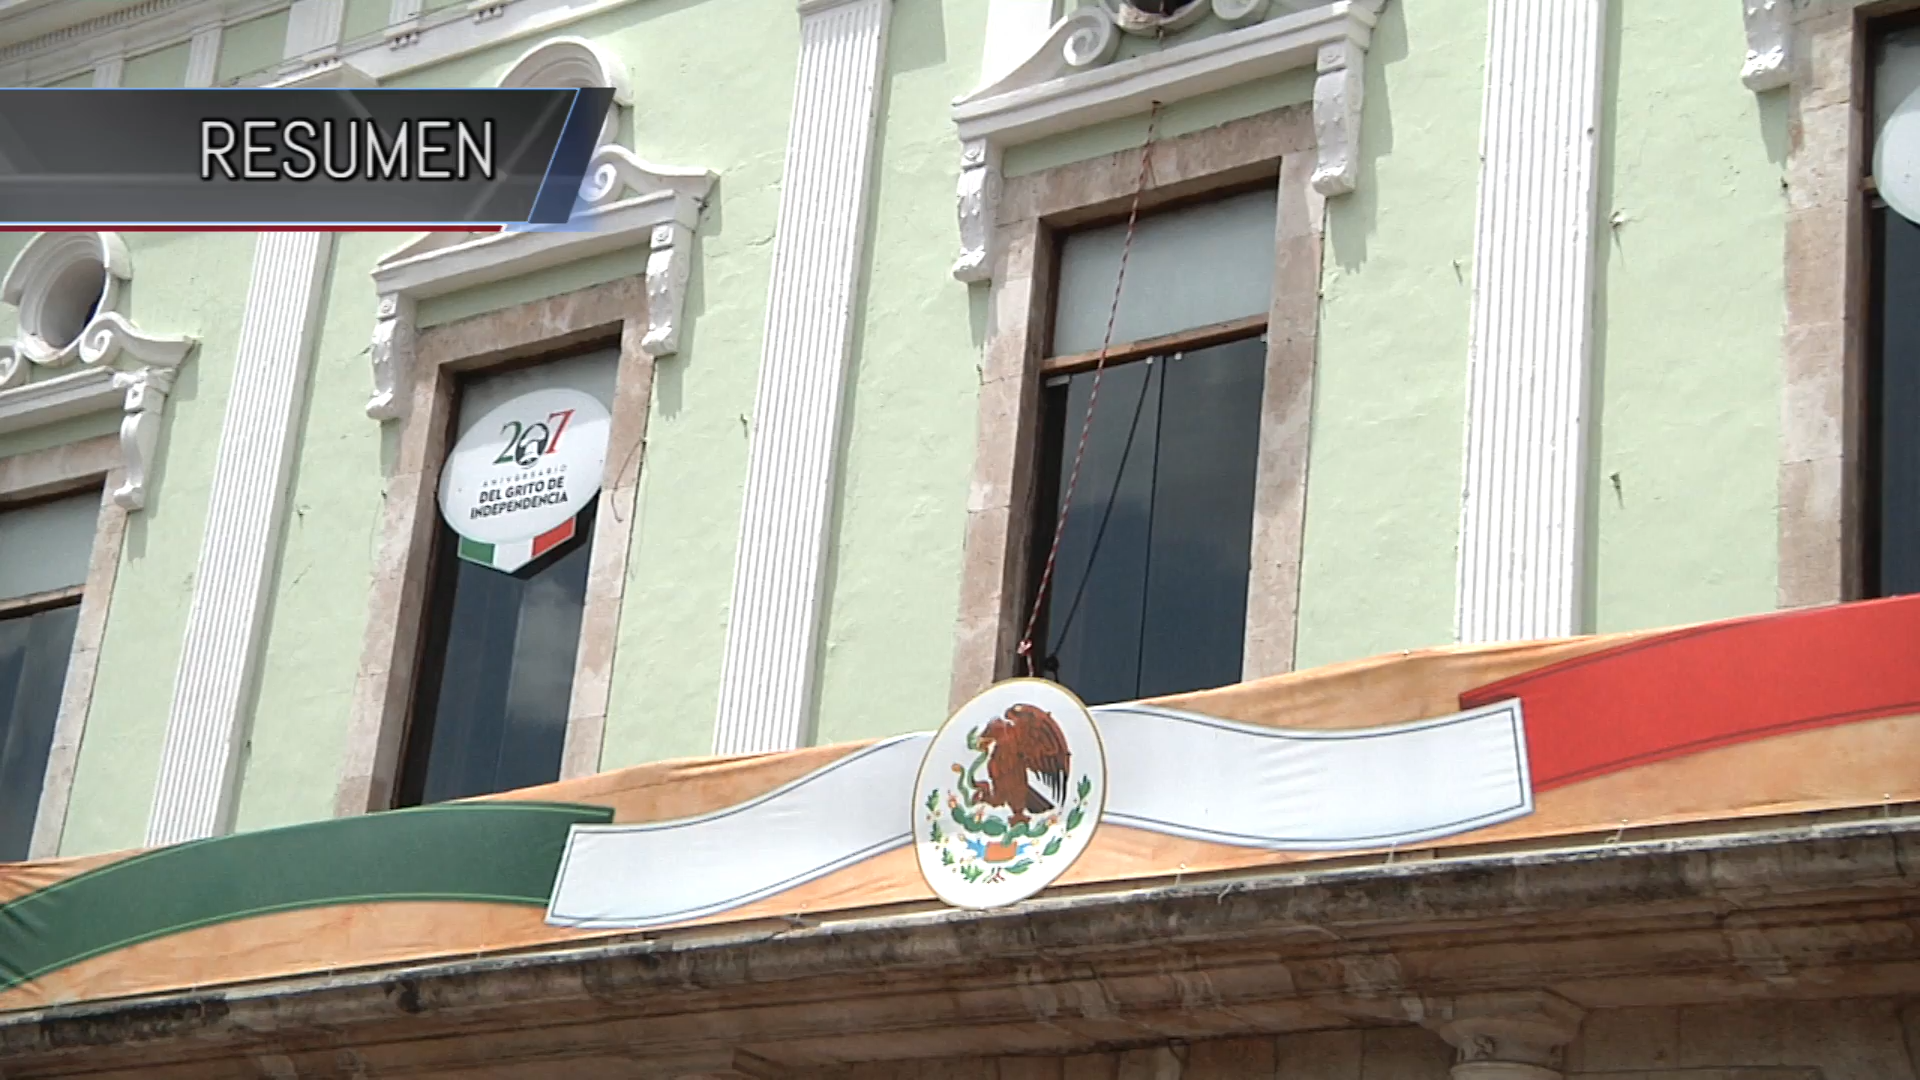 RESUMEN
207
ANIVERSARIO
DEL GRITO DE
INDEPENDENCIA